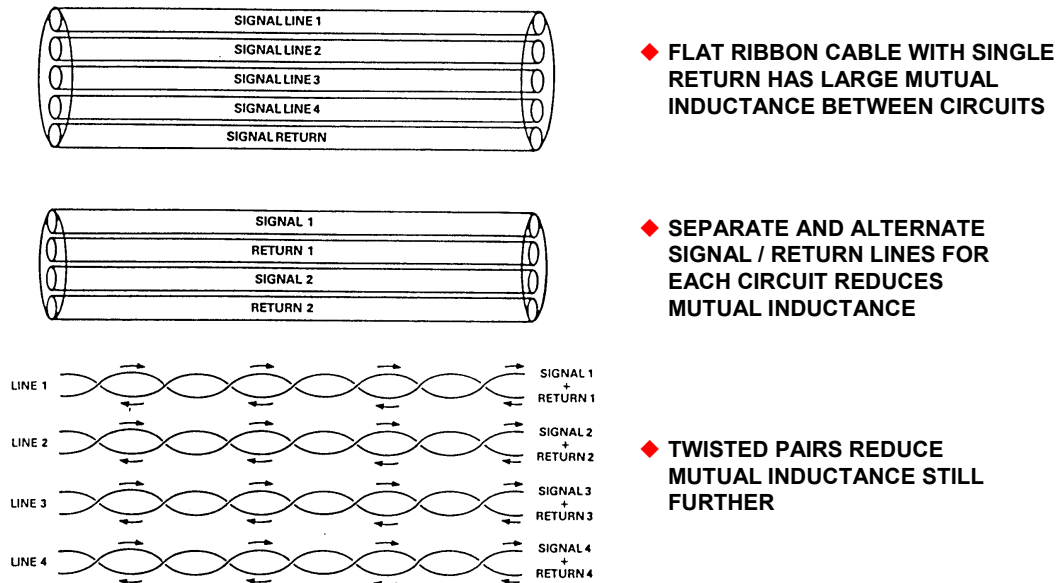 SIGNAL LINE 1
SIGNAL LINE 2
SIGNAL LINE 3
SIGNAL LINE 4
SIGNAL RETURN
FLAT RIBBON CABLE WITH SINGLE
RETURN HAS LARGE MUTUAL
INDUCTANCE BETWEEN CIRCUITS
SIGNAL 1
RETURN 1
SIGNAL 2
RETURN 2
SEPARATE AND ALTERNATE
SIGNAL / RETURN LINES FOR
EACH CIRCUIT REDUCES
MUTUAL INDUCTANCE
LINE 1
SIGNAL 1
+
RETURN 1
LINE 2
SIGNAL 2
+
RETURN 2
LINE 3
SIGNAL 3
+
RETURN 3
LINE 4
SIGNAL 4
+
RETURN 4
TWISTED PAIRS REDUCE
MUTUAL INDUCTANCE STILL
FURTHER